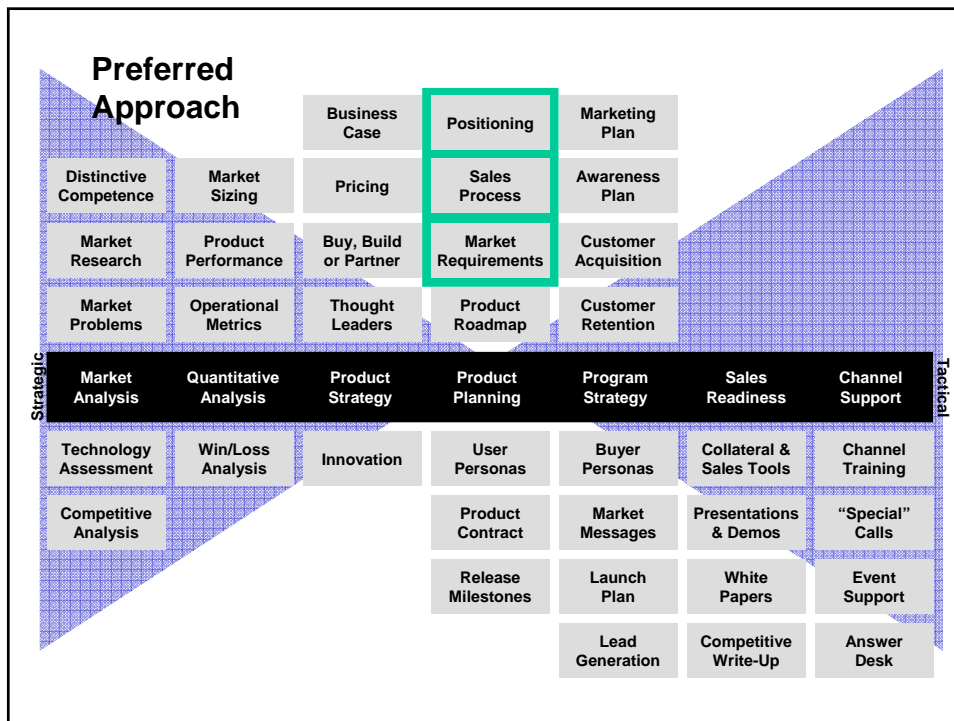 Preferred
Approach
Business
Case
Positioning
Marketing
Plan
Distinctive
Competence
Market
Sizing
Pricing
Sales
Process
Awareness
Plan
Market
Research
Product
Performance
Buy, Build
or Partner
Market
Requirements
Customer
Acquisition
Market
Problems
Operational
Metrics
Thought
Leaders
Product
Roadmap
Customer
Retention
Strategic
Market
Analysis
Quantitative
Analysis
Product
Strategy
Product
Planning
Program
Strategy
Sales
Readiness
Channel
Support
Tactical
Technology
Assessment
Win/Loss
Analysis
Innovation
User
Personas
Buyer
Personas
Collateral &
Sales Tools
Channel
Training
Competitive
Analysis
Product
Contract
Market
Messages
Presentations
& Demos
“Special”
Calls
Release
Milestones
Launch
Plan
White
Papers
Event
Support
Lead
Generation
Competitive
Write-Up
Answer
Desk